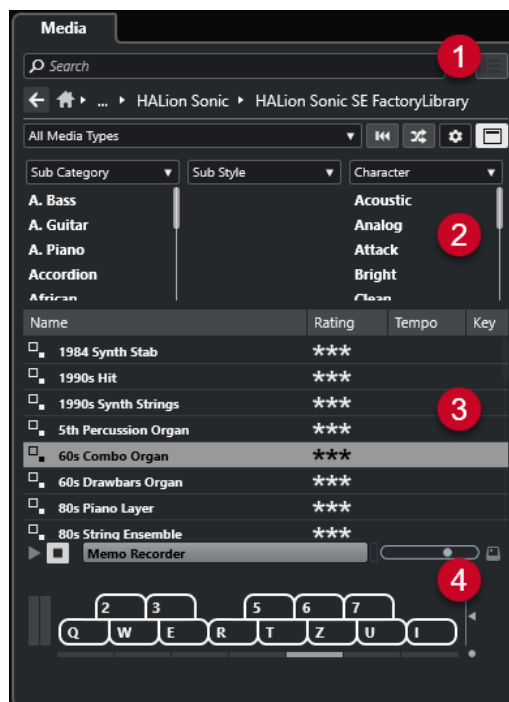 Media
Search
1
... HALion Sonic HALion Sonic SE FactoryLibrary
All Media Types
Sub Category Sub Style Character
A. Bass Acoustic
A. Guitar Analog
2
A. Piano Attack
Accordion Bright
African Clean
Name Rating Tempo Key
1984 Synth Stab ***
1990s Hit ***
1990s Synth Strings ***
3
5th Percussion Organ ***
60s Combo Organ ***
60s Drawbars Organ ***
80s Piano Layer ***
80s String Ensemble ***
Memo Recorder
4
2 3 5 6 7
Q W E R T Z U I